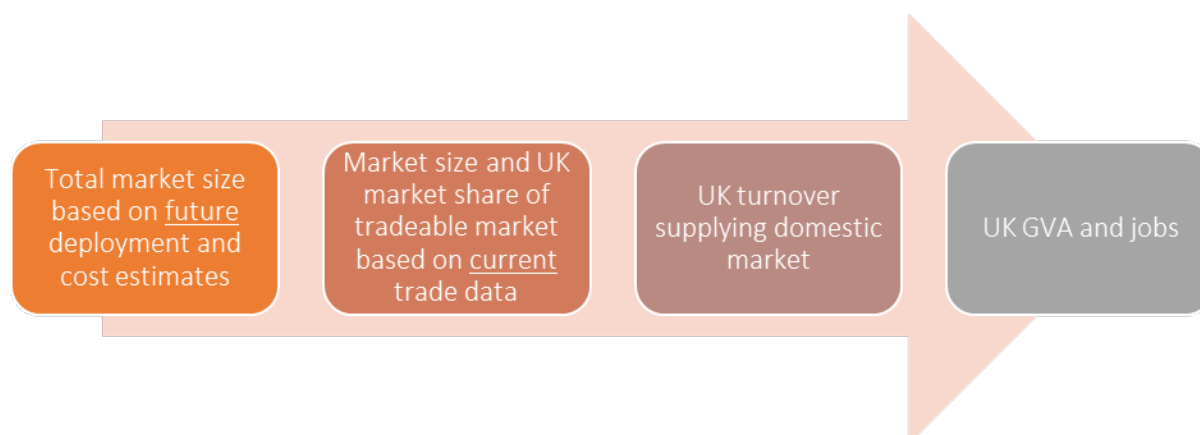 Total market size
based on future
deployment and
cost estimates
Market size and UK
market share of
tradeable market
based on current
trade data
UK turnover
supplying domestic
market
UK GVA and jobs